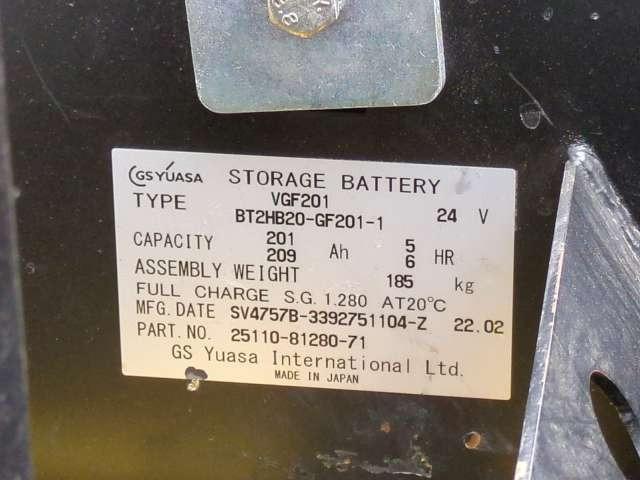 GS YUASA STORAGE BATTERY
TYPE VGF201
BT2HB20-GF201-1 24 V
CAPACITY 201 Ah 5 HR
209 6
ASSEMBLY WEIGHT 185 kg
FULL CHARGE S.G. 1.280 AT20℃
MFG. DATE SV4757B-3392751104-Z 22.02
PART.NO. 25110-81280-71
GS Yuasa International Ltd.
MADE IN JAPAN